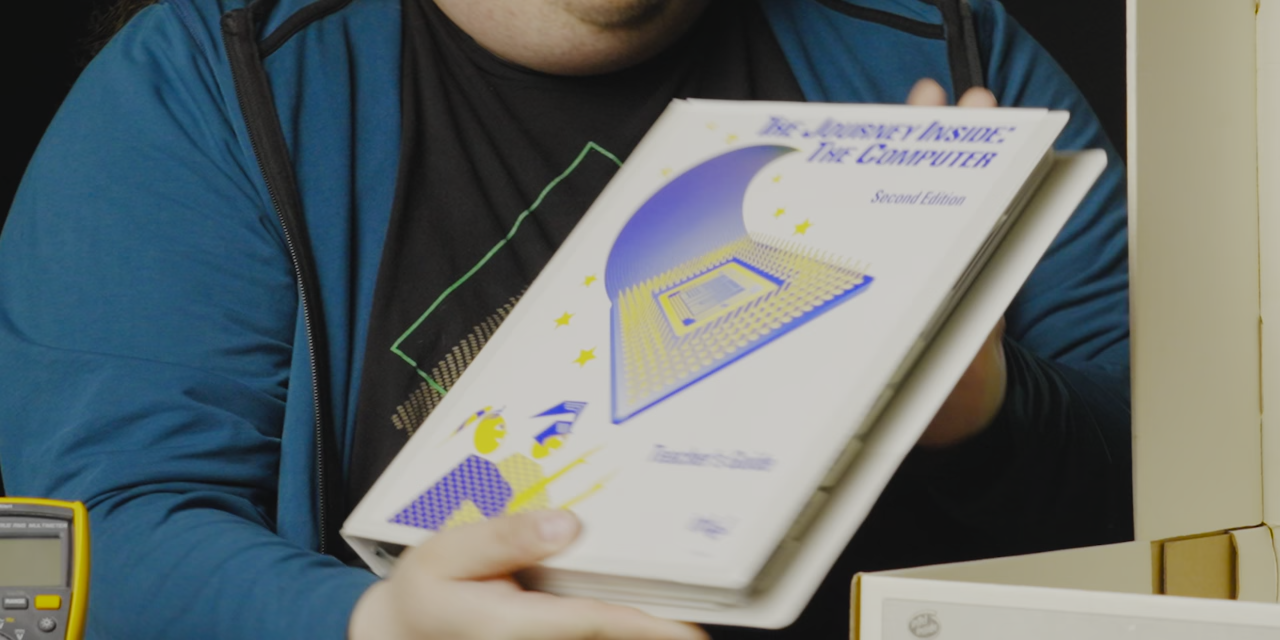 THE JOURNEY INSIDE:
THE COMPUTER
Second Edition
Teacher's Guide